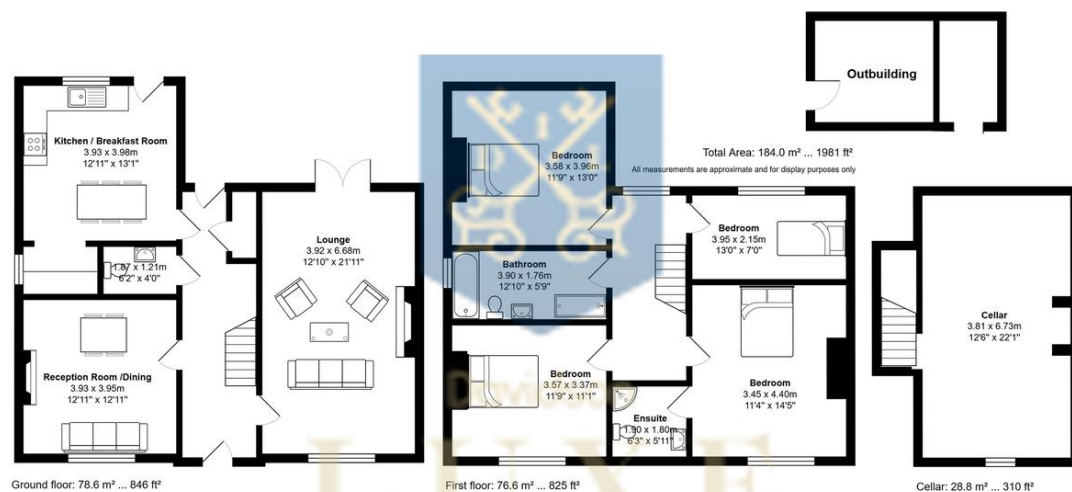 Outbuilding
Total Area: 184.0 m² ... 1981 ft²
All measurements are approximate and for display purposes only
Kitchen / Breakfast Room
3.93 x 3.98m
12'11" x 13'1"
1.87 x 1.21m
6'2" x 4'0"
Lounge
3.92 x 6.68m
12'10" x 21'11"
Reception Room /Dining
3.93 x 3.95m
12'11" x 12'11"
Ground floor: 78.6 m² ... 846 ft²
Bedroom
3.58 x 3.96m
11'9" x 13'0"
Bedroom
3.95 x 2.15m
13'0" x 7'0"
Bathroom
3.90 x 1.76m
12'10" x 5'9"
Bedroom
3.57 x 3.37m
11'9" x 11'1"
Bedroom
3.45 x 4.40m
11'4" x 14'5"
Ensuite
1.90 x 1.80m
6'3" x 5'11"
First floor: 76.6 m² ... 825 ft²
Cellar
3.81 x 6.73m
12'6" x 22'1"
Cellar: 28.8 m² ... 310 ft²
LUXE